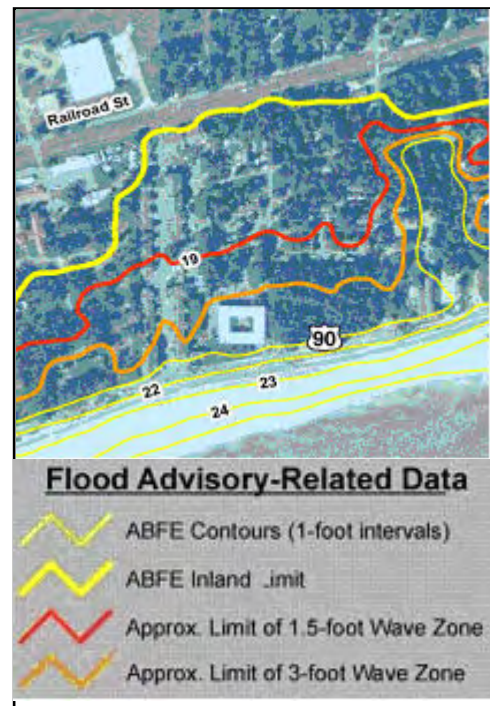 Railroad St
19
90
22
23
24
Flood Advisory-Related Data
ABFE Contours (1-foot intervals)
ABFE Inland .imit
Approx. Limit of 1.5-foot Wave Zone
Approx. Limit of 3-foot Wave Zone